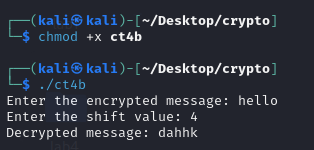 ┌──(kali㉿kali)-[~/Desktop/crypto]
└─$ chmod +x ct4b
┌──(kali㉿kali)-[~/Desktop/crypto]
└─$ ./ct4b
Enter the encrypted message: hello
Enter the shift value: 4
Decrypted message: dahhk